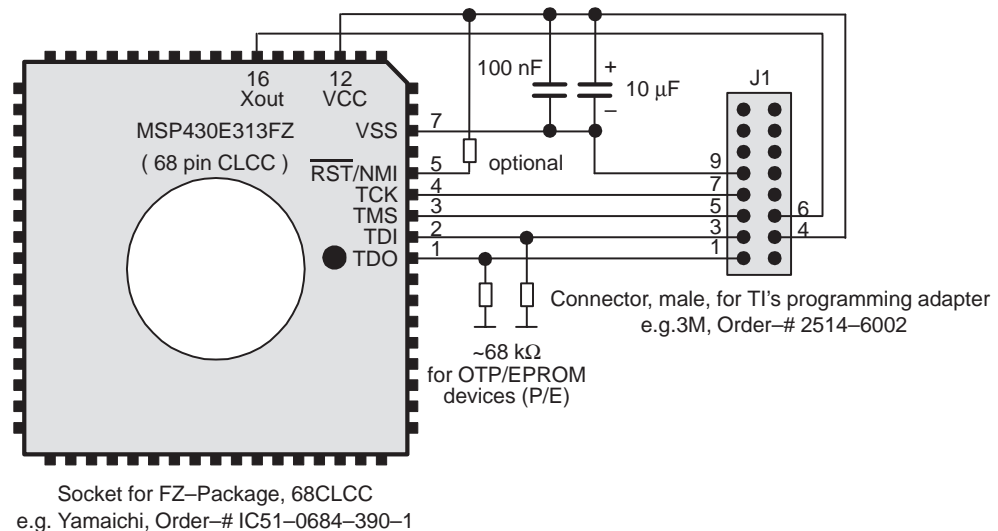 16
Xout
12
VCC
MSP430E313FZ
( 68 pin CLCC )
VSS
RST/NMI
TCK
TMS
TDI
TDO
7
5
4
3
2
1
100 nF
+
10 μF
–
optional
J1
9
7
5
3
1
6
4
~68 kΩ
for OTP/EPROM
devices (P/E)
Connector, male, for TI's programming adapter
e.g.3M, Order–# 2514–6002
Socket for FZ–Package, 68CLCC
e.g. Yamaichi, Order–# IC51–0684–390–1